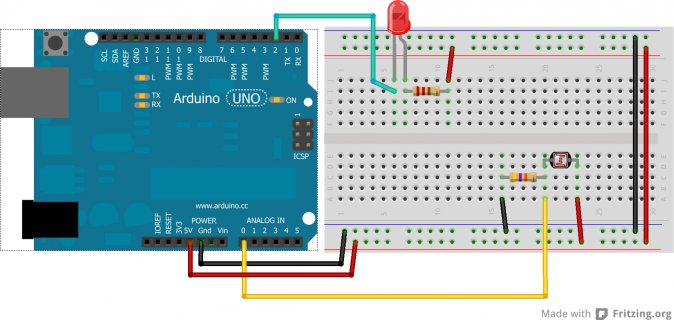 SCL
SDA
AREF
GND
13
12
11
10
9
8
7
6
5
4
3
2
1
0
PWM
PWM
PWM
PWM
PWM
PWM
TX
RX
DIGITAL
L
TX
RX
Arduino UNO
ON
1
ICSP
www.arduino.cc
POWER
ANALOG IN
IOREF
RESET
3V3
5V
Gnd
Vin
0
1
2
3
4
5
Made with Fritzing.org